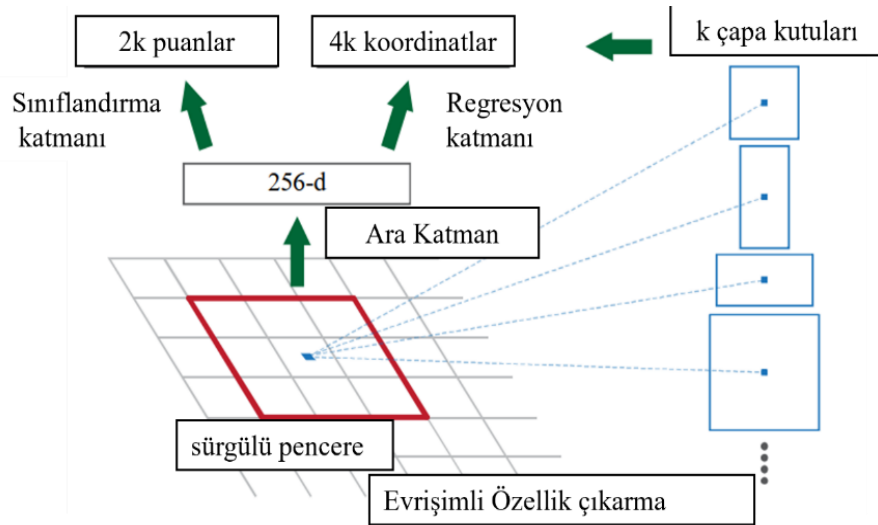 2k puanlar
4k koordinatlar
k çapa kutuları
Sınıflandırma
katmanı
Regresyon
katmanı
256-d
Ara Katman
sürgülü pencere
Evrişimli Özellik çıkarma